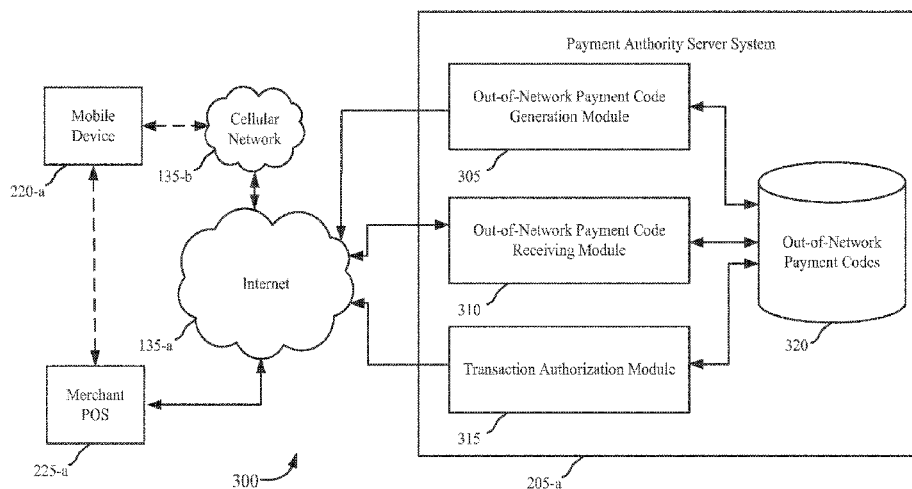 Payment Authority Server System
Mobile
Device
220-a
Cellular
Network
135-b
Out-of-Network Payment Code
Generation Module
305
Internet
135-a
Out-of-Network Payment Code
Receiving Module
310
Out-of-Network
Payment Codes
320
Merchant
POS
225-a
Transaction Authorization Module
315
300
205-a